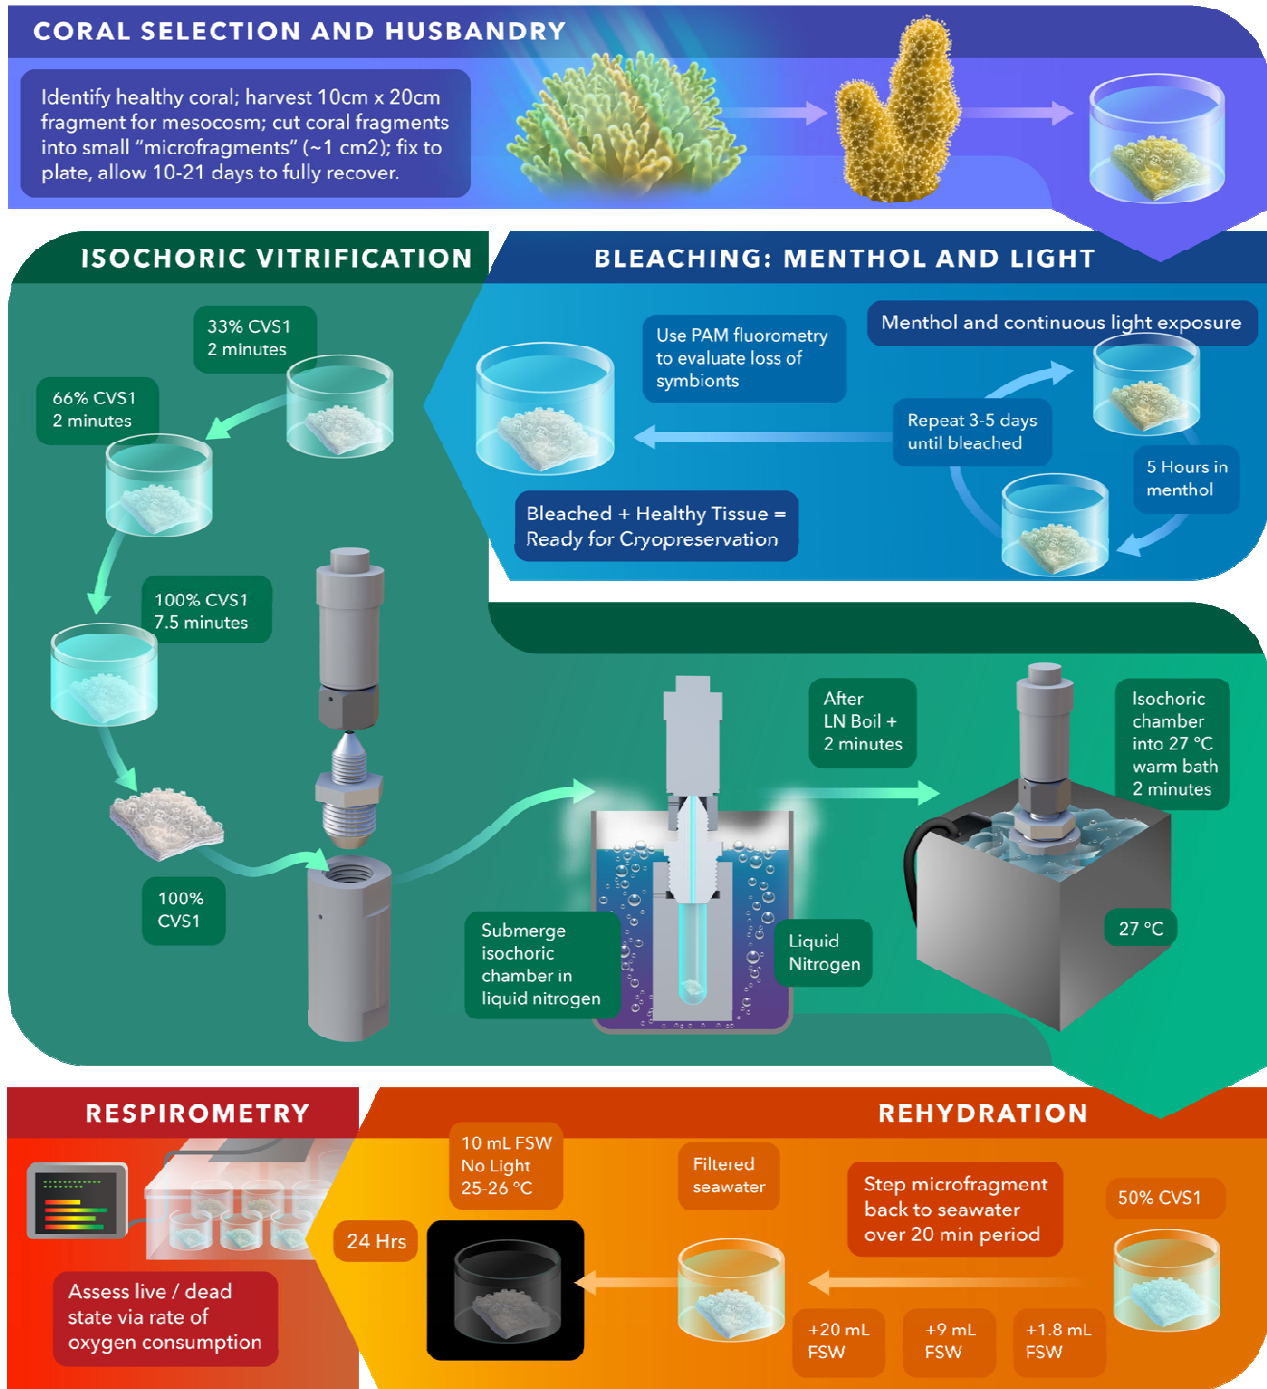 CORAL SELECTION AND HUSBANDRY
Identify healthy coral; harvest 10cm x 20cm
fragment for mesocosm; cut coral fragments
into small “microfragments” (~1 cm2); fix to
plate, allow 10-21 days to fully recover.
BLEACHING: MENTHOL AND LIGHT
Menthol and continuous light exposure
5 Hours in
menthol
Repeat 3-5 days
until bleached
Use PAM fluorometry
to evaluate loss of
symbionts
Bleached + Healthy Tissue =
Ready for Cryopreservation
ISOCHORIC VITRIFICATION
33% CVS1
2 minutes
66% CVS1
2 minutes
100% CVS1
7.5 minutes
100%
CVS1
Submerge
isochoric
chamber in
liquid nitrogen
Liquid
Nitrogen
After
LN Boil +
2 minutes
Isochoric
chamber
into 27 °C
warm bath
2 minutes
27 °C
REHYDRATION
50% CVS1
Step microfragment
back to seawater
over 20 min period
+1.8 mL
FSW
+9 mL
FSW
+20 mL
FSW
Filtered
seawater
10 mL FSW
No Light
25-26 °C
24 Hrs
RESPIROMETRY
Assess live / dead
state via rate of
oxygen consumption